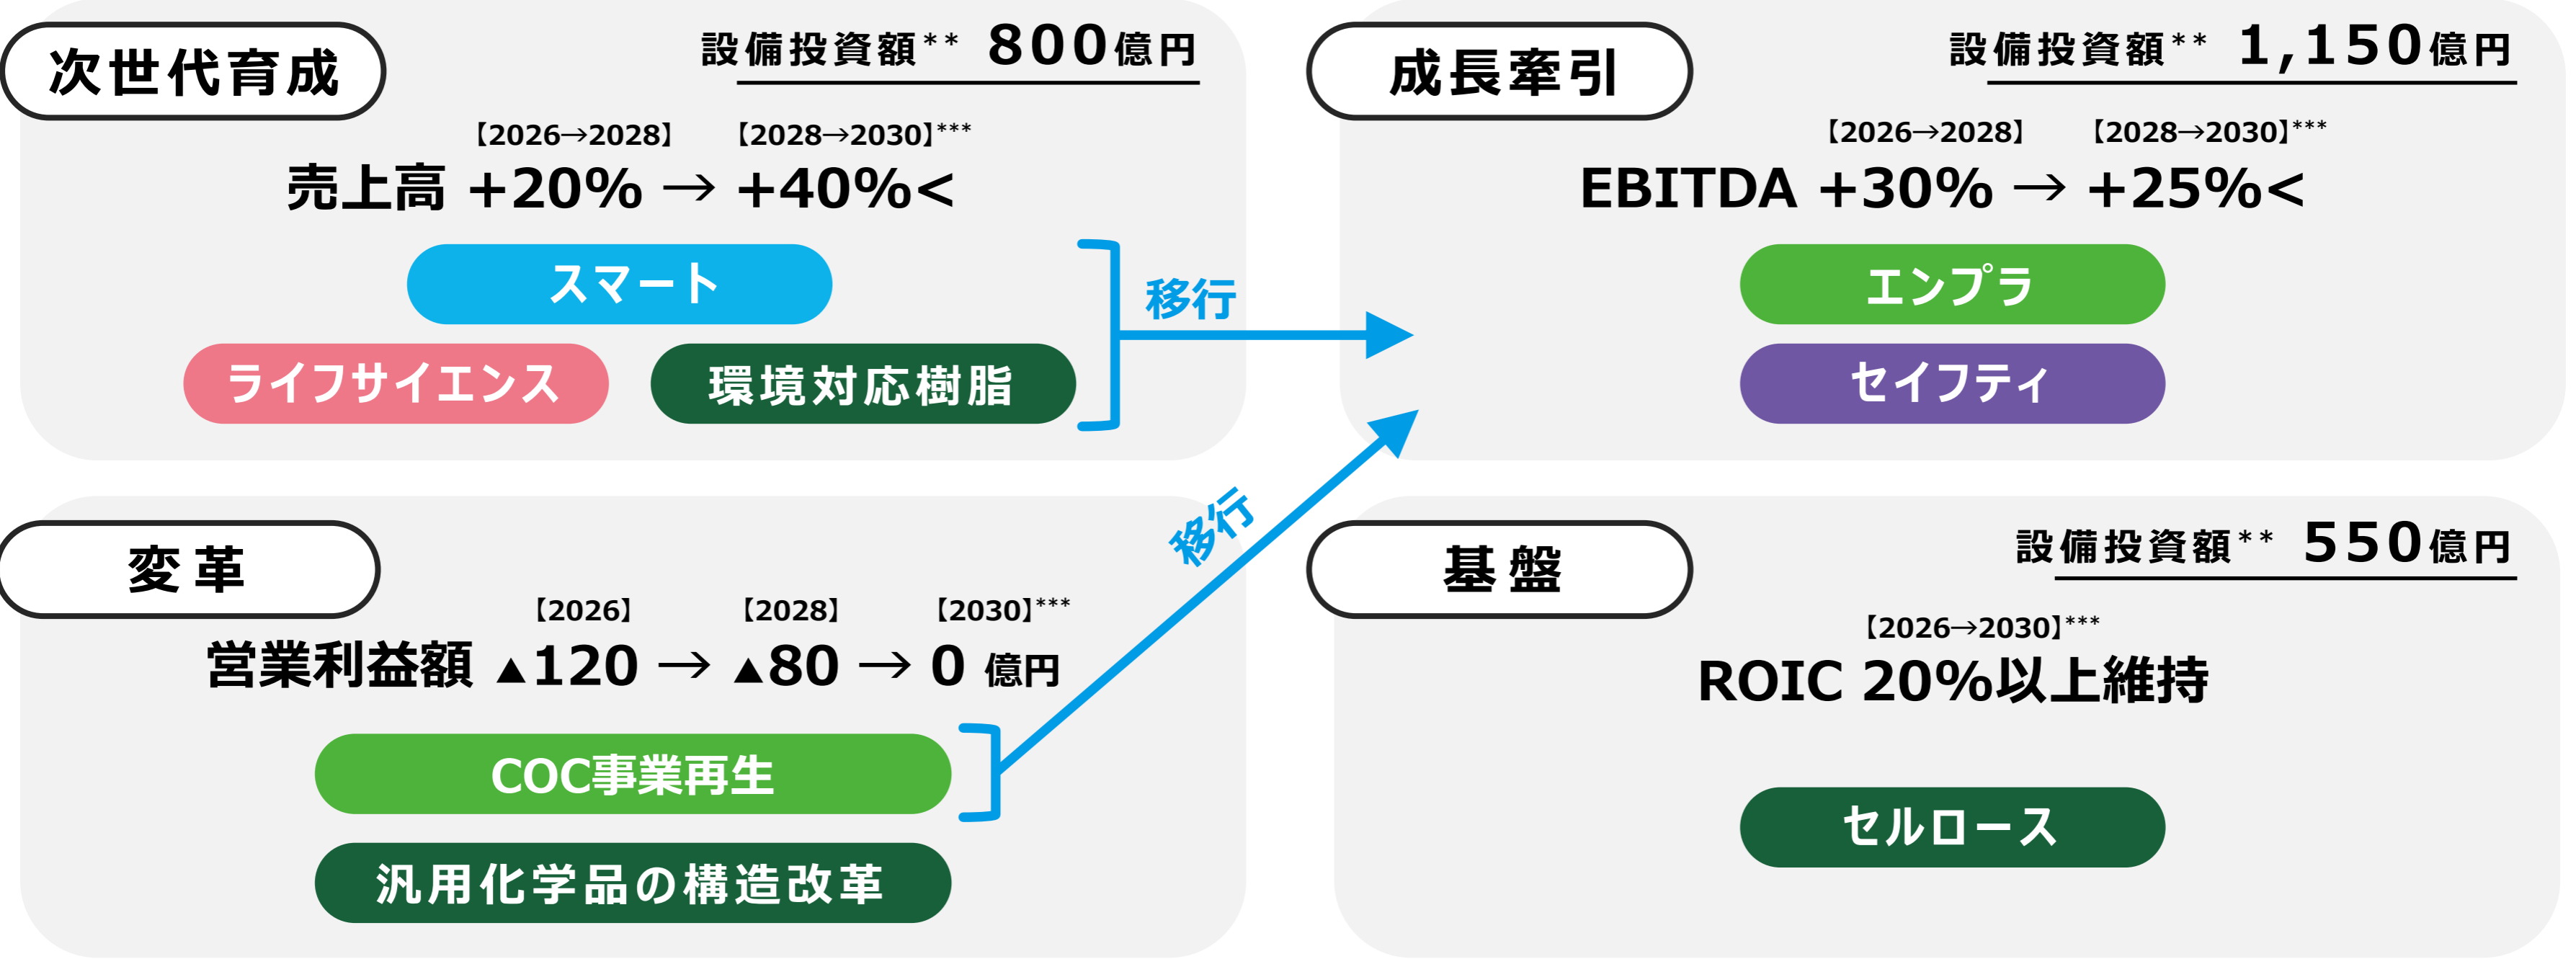 次世代育成
設備投資額** 800億円
【2026→2028】 【2028→2030】***
売上高 +20% → +40%<
スマート
ライフサイエンス 環境対応樹脂
移行
成長牽引
設備投資額** 1,150億円
【2026→2028】 【2028→2030】***
EBITDA +30% → +25%<
エンプラ
セイフティ
変革
【2026】 【2028】 【2030】***
営業利益額 ▲120 → ▲80 → 0 億円
COC事業再生
汎用化学品の構造改革
移行
基盤
設備投資額** 550億円
【2026→2030】***
ROIC 20%以上維持
セルロース